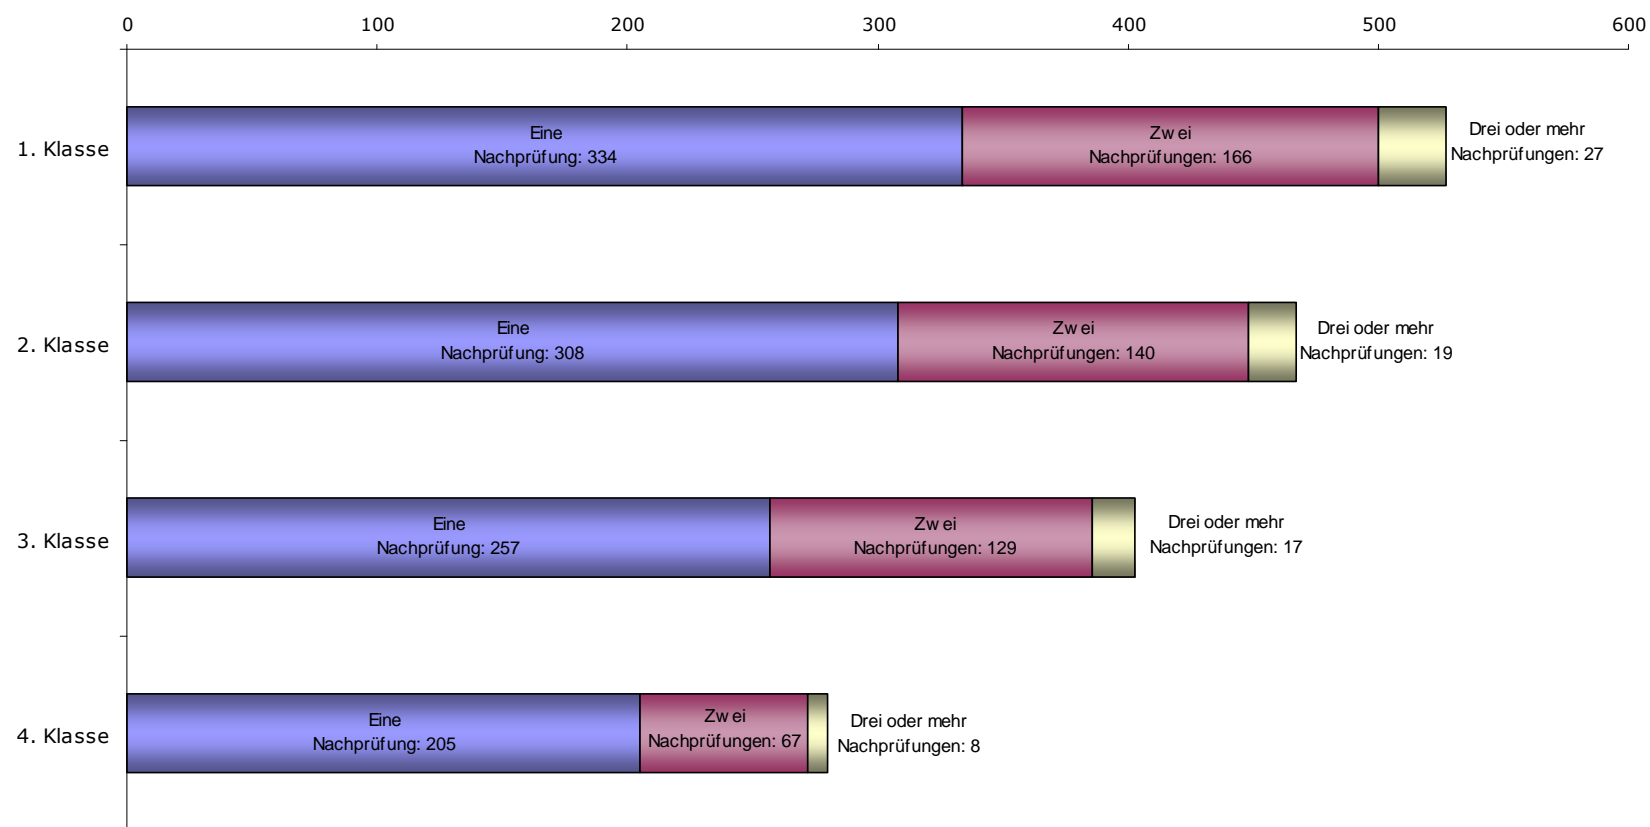 0 100 200 300 400 500 600
1. Klasse
Eine
Nachprüfung: 334
Zwei
Nachprüfungen: 166
Drei oder mehr
Nachprüfungen: 27
2. Klasse
Eine
Nachprüfung: 308
Zwei
Nachprüfungen: 140
Drei oder mehr
Nachprüfungen: 19
3. Klasse
Eine
Nachprüfung: 257
Zwei
Nachprüfungen: 129
Drei oder mehr
Nachprüfungen: 17
4. Klasse
Eine
Nachprüfung: 205
Zwei
Nachprüfungen: 67
Drei oder mehr
Nachprüfungen: 8